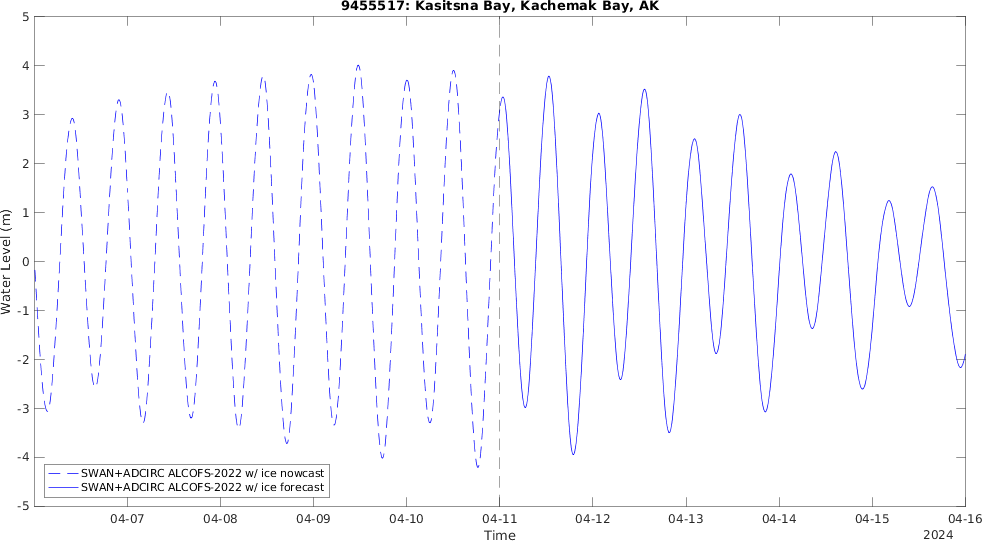 9455517: Kasitsna Bay, Kachemak Bay, AK
5
4
3
2
1
0
-1
-2
-3
-4
-5
Water Level (m)
SWAN+ADCIRC ALCOFS-2022 w/ ice nowcast
SWAN+ADCIRC ALCOFS-2022 w/ ice forecast
04-07 04-08 04-09 04-10 04-11 04-12 04-13 04-14 04-15 04-16
Time
2024